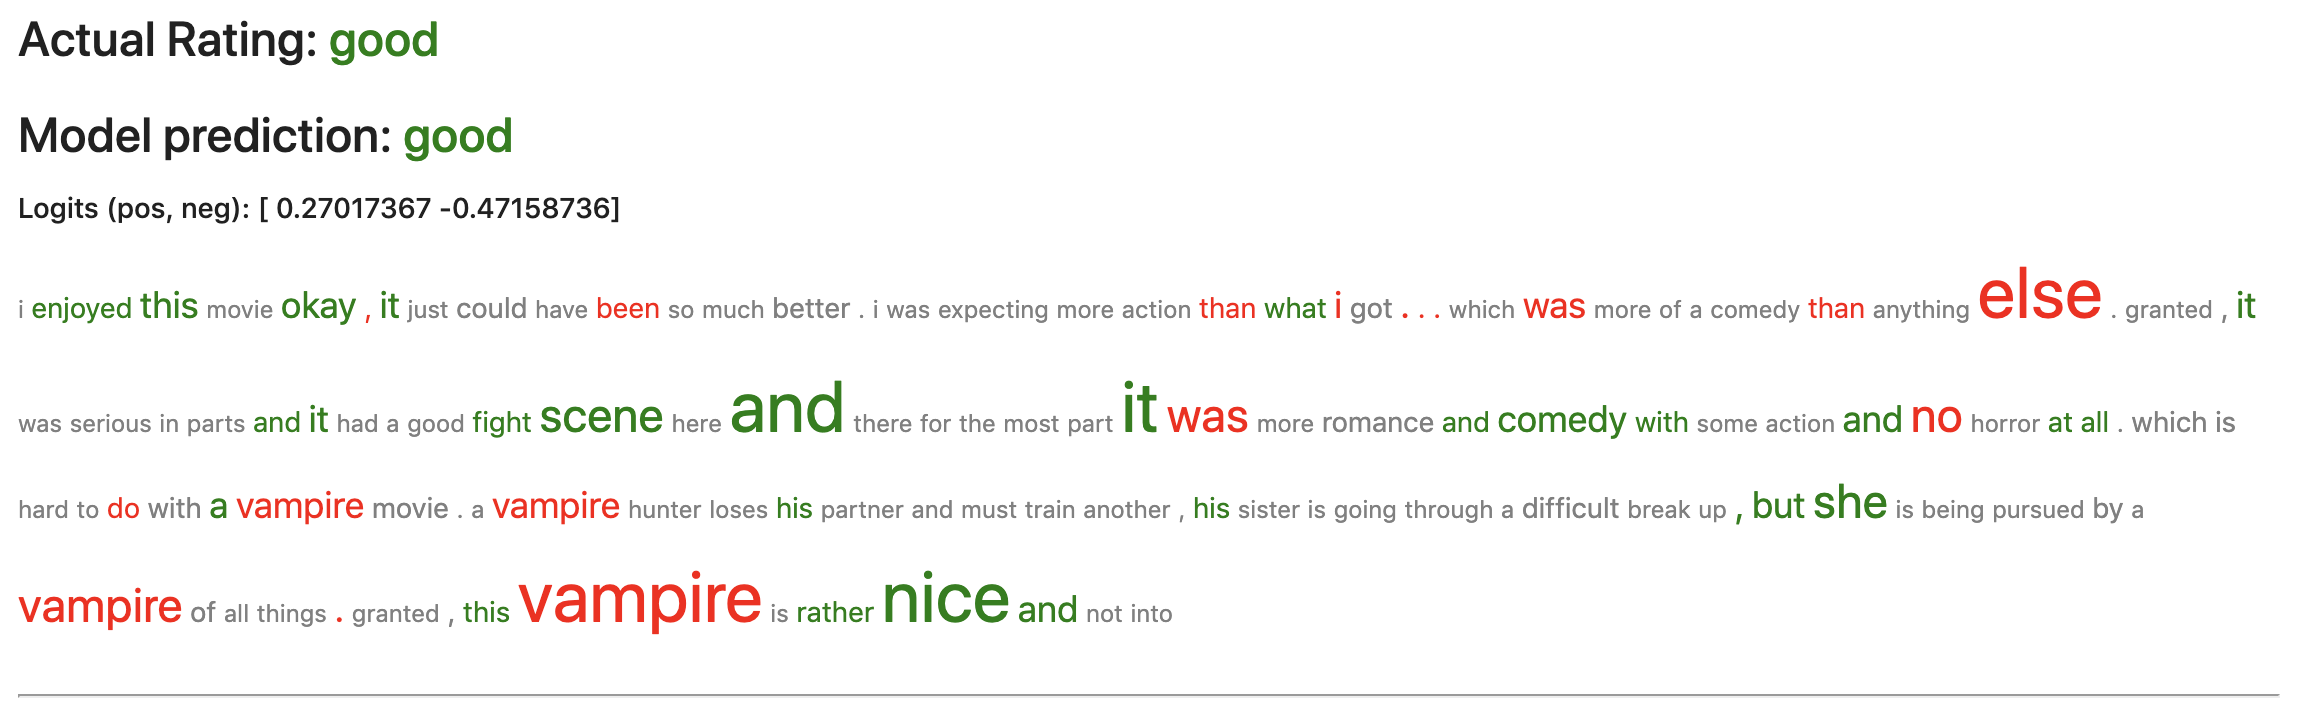 Actual Rating: good
Model prediction: good
Logits (pos, neg): [ 0.27017367 -0.47158736]
i enjoyed this movie okay , it just could have been so much better . i was expecting more action than what i got . . . which was more of a comedy than anything else . granted , it
was serious in parts and it had a good fight scene here and there for the most part it was more romance and comedy with some action and no horror at all . which is
hard to do with a vampire movie . a vampire hunter loses his partner and must train another , his sister is going through a difficult break up , but she is being pursued by a
vampire of all things . granted , this vampire is rather nice and not into